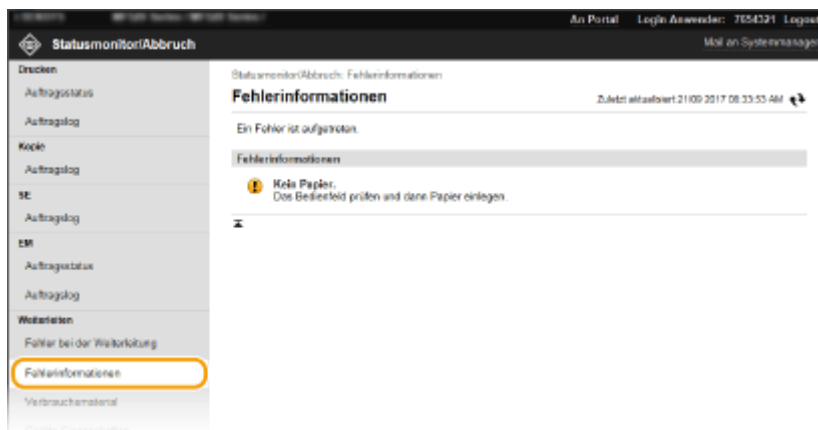 An Portal Login Anwender: 7654321 Logout
Statusmonitor/Abbruch
Mail an Systemmanager
Drucken
Auftragsstatus
Auftragslog
Kopie
Auftragslog
SE
Auftragslog
EM
Auftragsstatus
Auftragslog
Weiterleiten
Fehler bei der Weiterleitung
Fehlerinformationen
Verbrauchsmaterial
Statusmonitor/Abbruch: Fehlerinformationen
Fehlerinformationen
Zuletzt aktualisiert:21/09 2017 08:33:53 AM
Ein Fehler ist aufgetreten.
Fehlerinformationen
Kein Papier.
Das Bedienfeld prüfen und dann Papier einlegen.